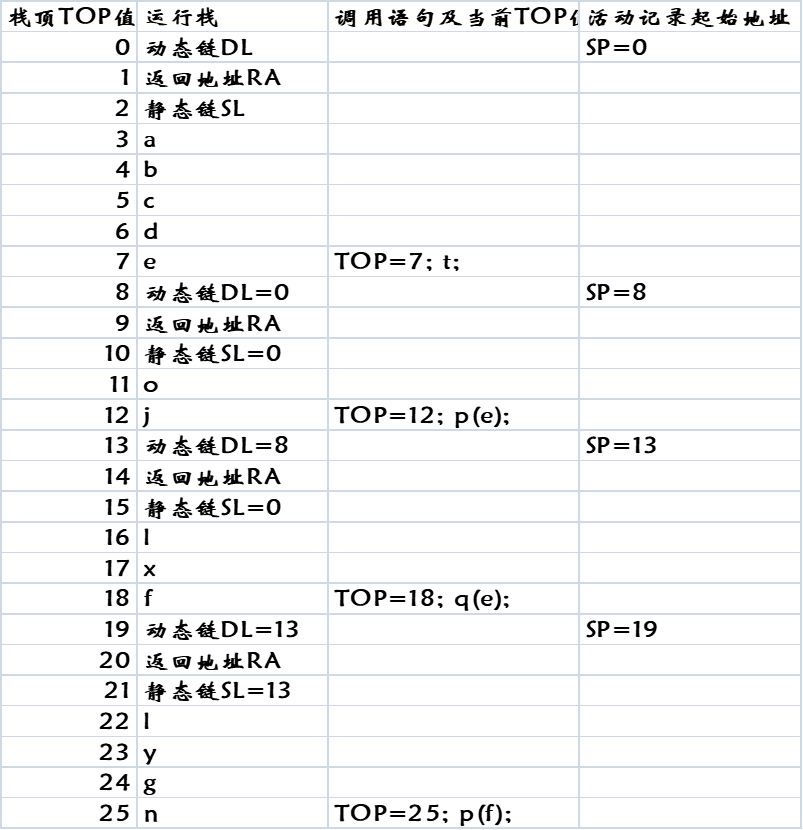 栈顶TOP值 运行栈 调用语句及当前TOP值 活动记录起始地址
0 动态链DL SP=0
1 返回地址RA
2 静态链SL
3 a
4 b
5 c
6 d
7 e TOP=7; t;
8 动态链DL=0 SP=8
9 返回地址RA
10 静态链SL=0
11 o
12 j TOP=12; p(e);
13 动态链DL=8 SP=13
14 返回地址RA
15 静态链SL=0
16 l
17 x
18 f TOP=18; q(e);
19 动态链DL=13 SP=19
20 返回地址RA
21 静态链SL=13
22 l
23 y
24 g
25 n TOP=25; p(f);